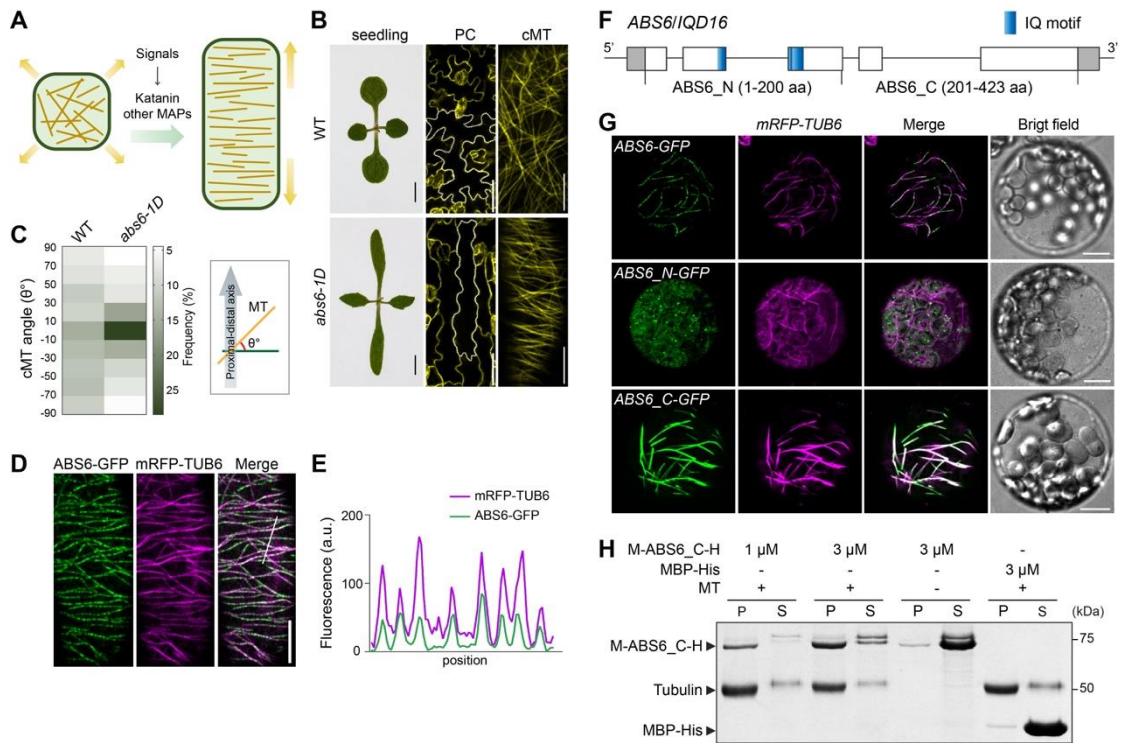 A
Signals
Katanin
other MAPs
B
seedling PC cMT
WT
abs6-1D
C
WT abs6-1D
cMT angle (θ°)
90
70
50
30
10
-10
-30
-50
-70
-90
5
10
15
20
25
Frequency (%)
Proximal-distal axis
MT
θ°
D
ABS6-GFP mRFP-TUB6 Merge
E
mRFP-TUB6
ABS6-GFP
Fluorescence (a.u.)
200
100
0
position
F
ABS6/IQD16
IQ motif
5' 3'
ABS6_N (1-200 aa) ABS6_C (201-423 aa)
G
mRFP-TUB6 Merge Brigt field
ABS6-GFP
ABS6_N-GFP
ABS6_C-GFP
H
M-ABS6_C-H 1 μM 3 μM 3 μM -
MBP-His - - - 3 μM
MT + + - +
P S P S P S P S (kDa)
M-ABS6_C-H 75
Tubulin 50
MBP-His